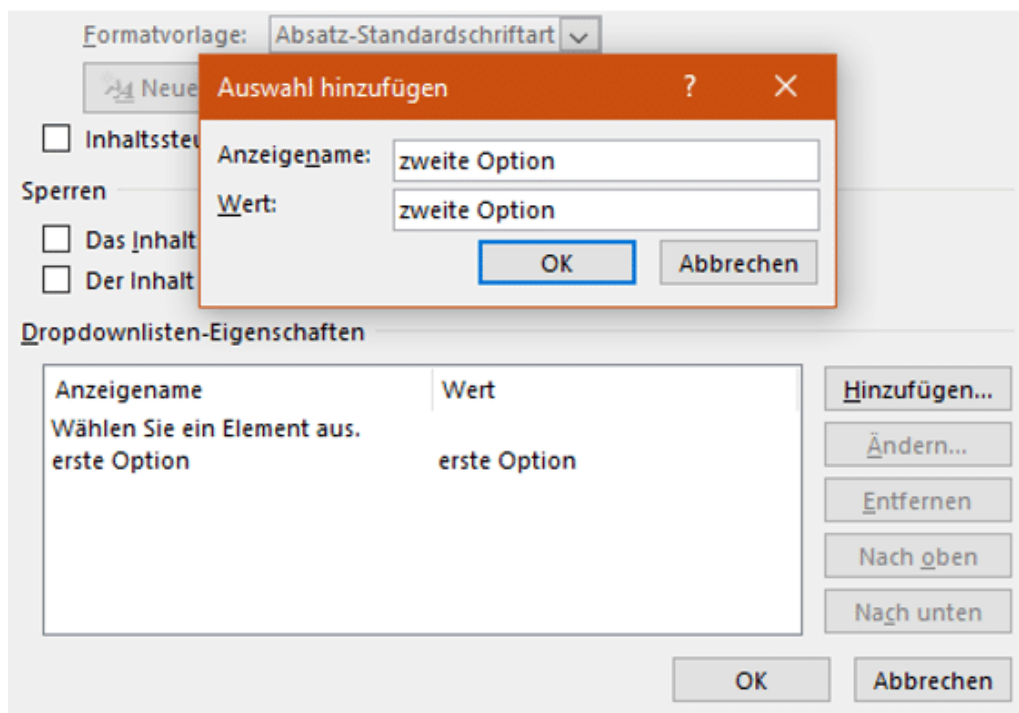 Formatvorlage: Absatz-Standardschriftart
Neue
Auswahl hinzufügen ? X
Inhaltssteu
Anzeigename: zweite Option
Sperren
Wert: zweite Option
Das Inhalt
OK Abbrechen
Der Inhalt
Dropdownlisten-Eigenschaften
Anzeigename Wert
Hinzufügen...
Wählen Sie ein Element aus.
erste Option erste Option
Ändern...
Entfernen
Nach oben
Nach unten
OK Abbrechen